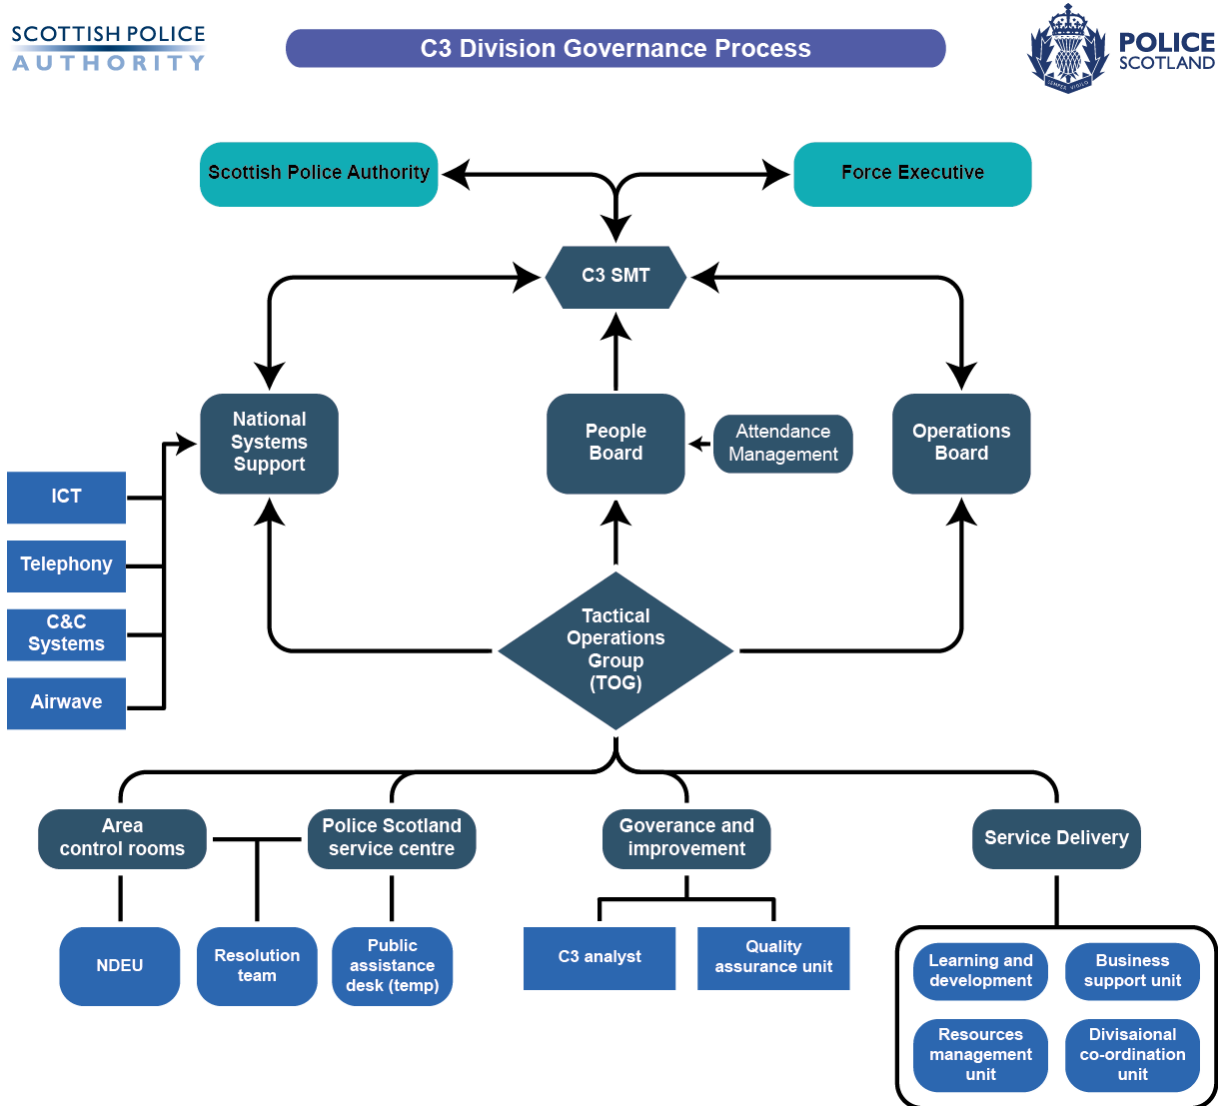 SCOTTISH POLICE
AUTHORITY
C3 Division Governance Process
POLICE
SCOTLAND
SEMPER VIGILO
Scottish Police Authority
Force Executive
C3 SMT
National
Systems
Support
People
Board
Attendance
Management
Operations
Board
ICT
Telephony
C&C
Systems
Airwave
Tactical
Operations
Group
(TOG)
Area
control rooms
Police Scotland
service centre
Goverance and
improvement
Service Delivery
NDEU
Resolution
team
Public
assistance
desk (temp)
C3 analyst
Quality
assurance unit
Learning and
development
Business
support unit
Resources
management
unit
Divisaional
co-ordination
unit